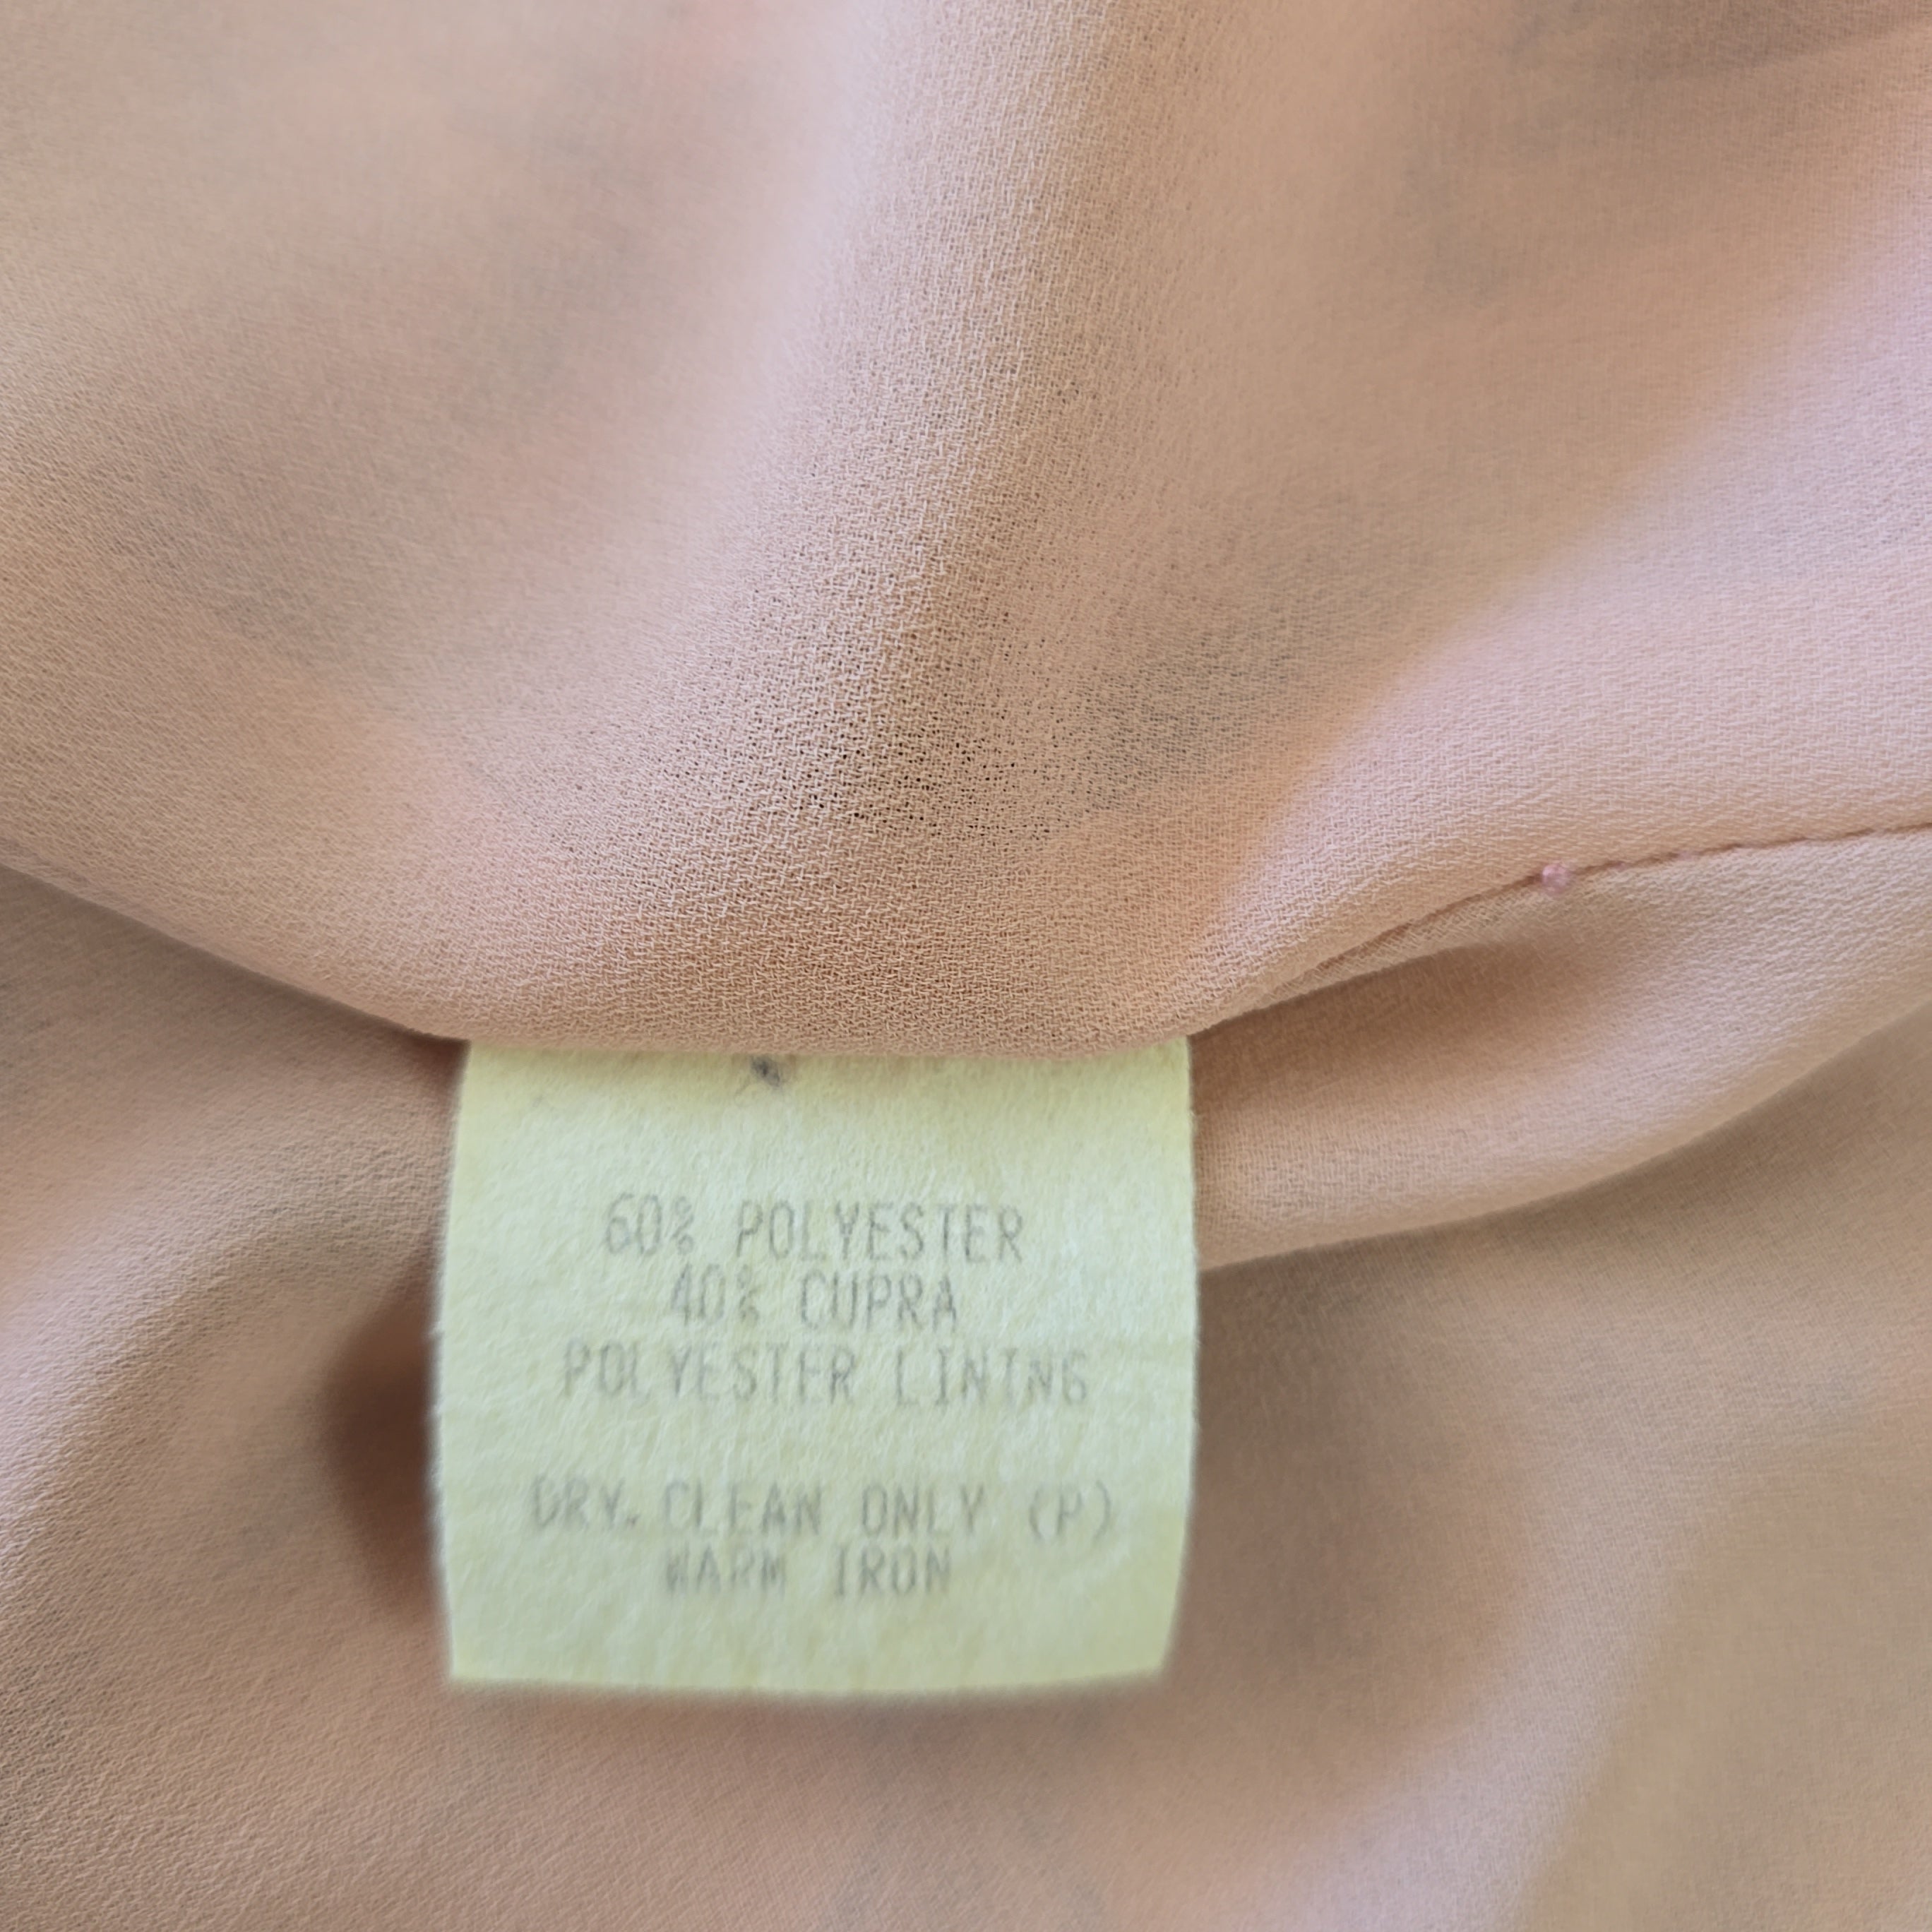 60% POLYESTER
40% CUPRA
POLYESTER LINING
DRY. CLEAN ONLY (P)
WARM IRON